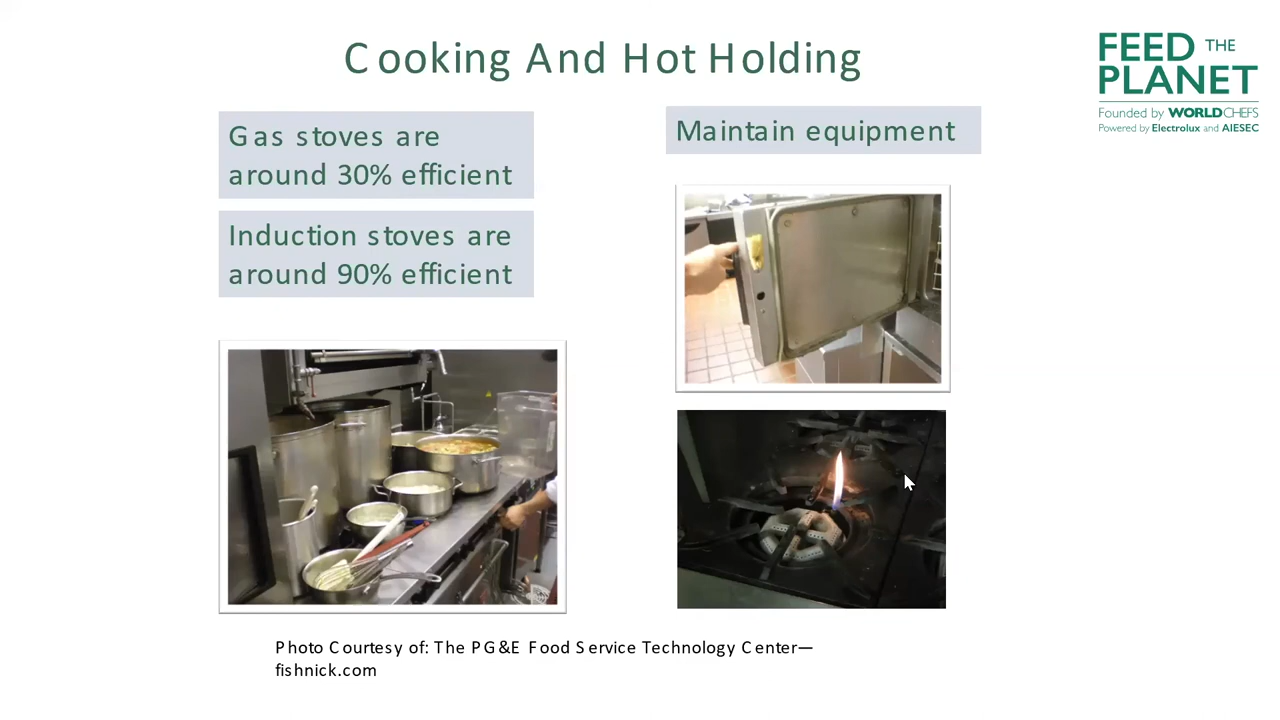 Cooking And Hot Holding
FEED THE
PLANET
Founded by WORLDCHEFS
Powered by Electrolux and AIESEC
Gas stoves are
around 30% efficient
Induction stoves are
around 90% efficient
Maintain equipment
Photo Courtesy of: The PG&E Food Service Technology Center—
fishnick.com